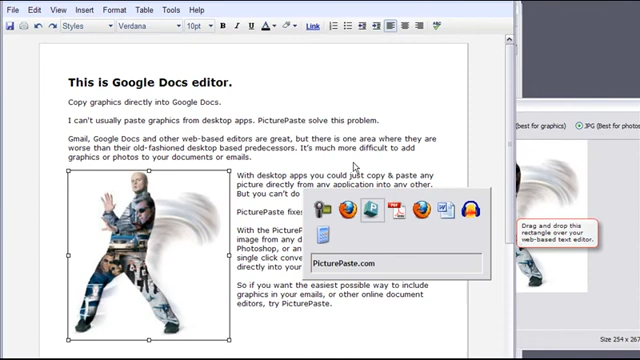 File Edit View Insert Format Table Tools Help
Styles Verdana 10pt B I U Link
This is Google Docs editor.
Copy graphics directly into Google Docs.
I can't usually paste graphics from desktop apps. PicturePaste solve this problem.
Gmail, Google Docs and other web-based editors are great, but there is one area where they are
worse than their old-fashioned desktop based predecessors. It's much more difficult to add
graphics or photos to your documents or emails.
With desktop apps you could just copy & paste any
picture directly from any application into any other.
But you can't do
PicturePaste fixes
With the Pictur
image from any d
Photoshop, or an
single click conve
directly into your
So if you want the easiest possible way to include
graphics in your emails, or other online document
editors, try PicturePaste.
PDF
W
PicturePaste.com
(best for graphics) JPG (Best for photos
Drag and drop this
rectangle over your
web-based text editor.
Size 254 x 267